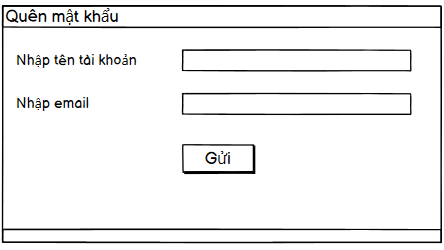 Quên mật khẩu
Nhập tên tài khoản
Nhập email
Gửi